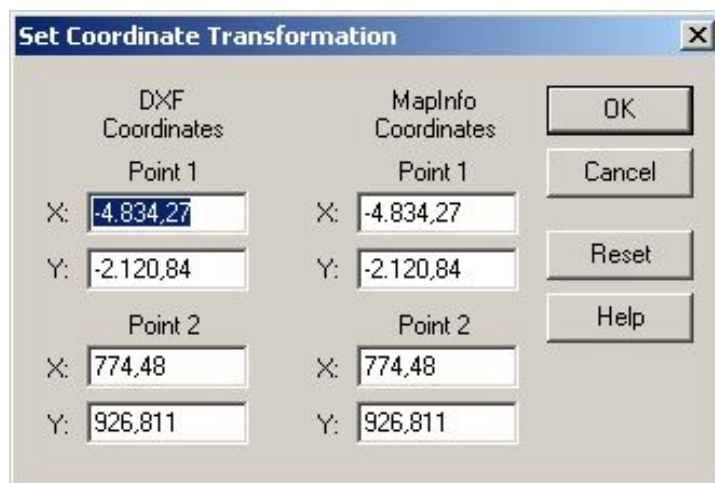 Set Coordinate Transformation
DXF
Coordinates
MapInfo
Coordinates
OK
Point 1
Point 1
Cancel
X: -4.834,27
X: -4.834,27
Y: -2.120,84
Y: -2.120,84
Reset
Point 2
Point 2
Help
X: 774,48
X: 774,48
Y: 926,811
Y: 926,811